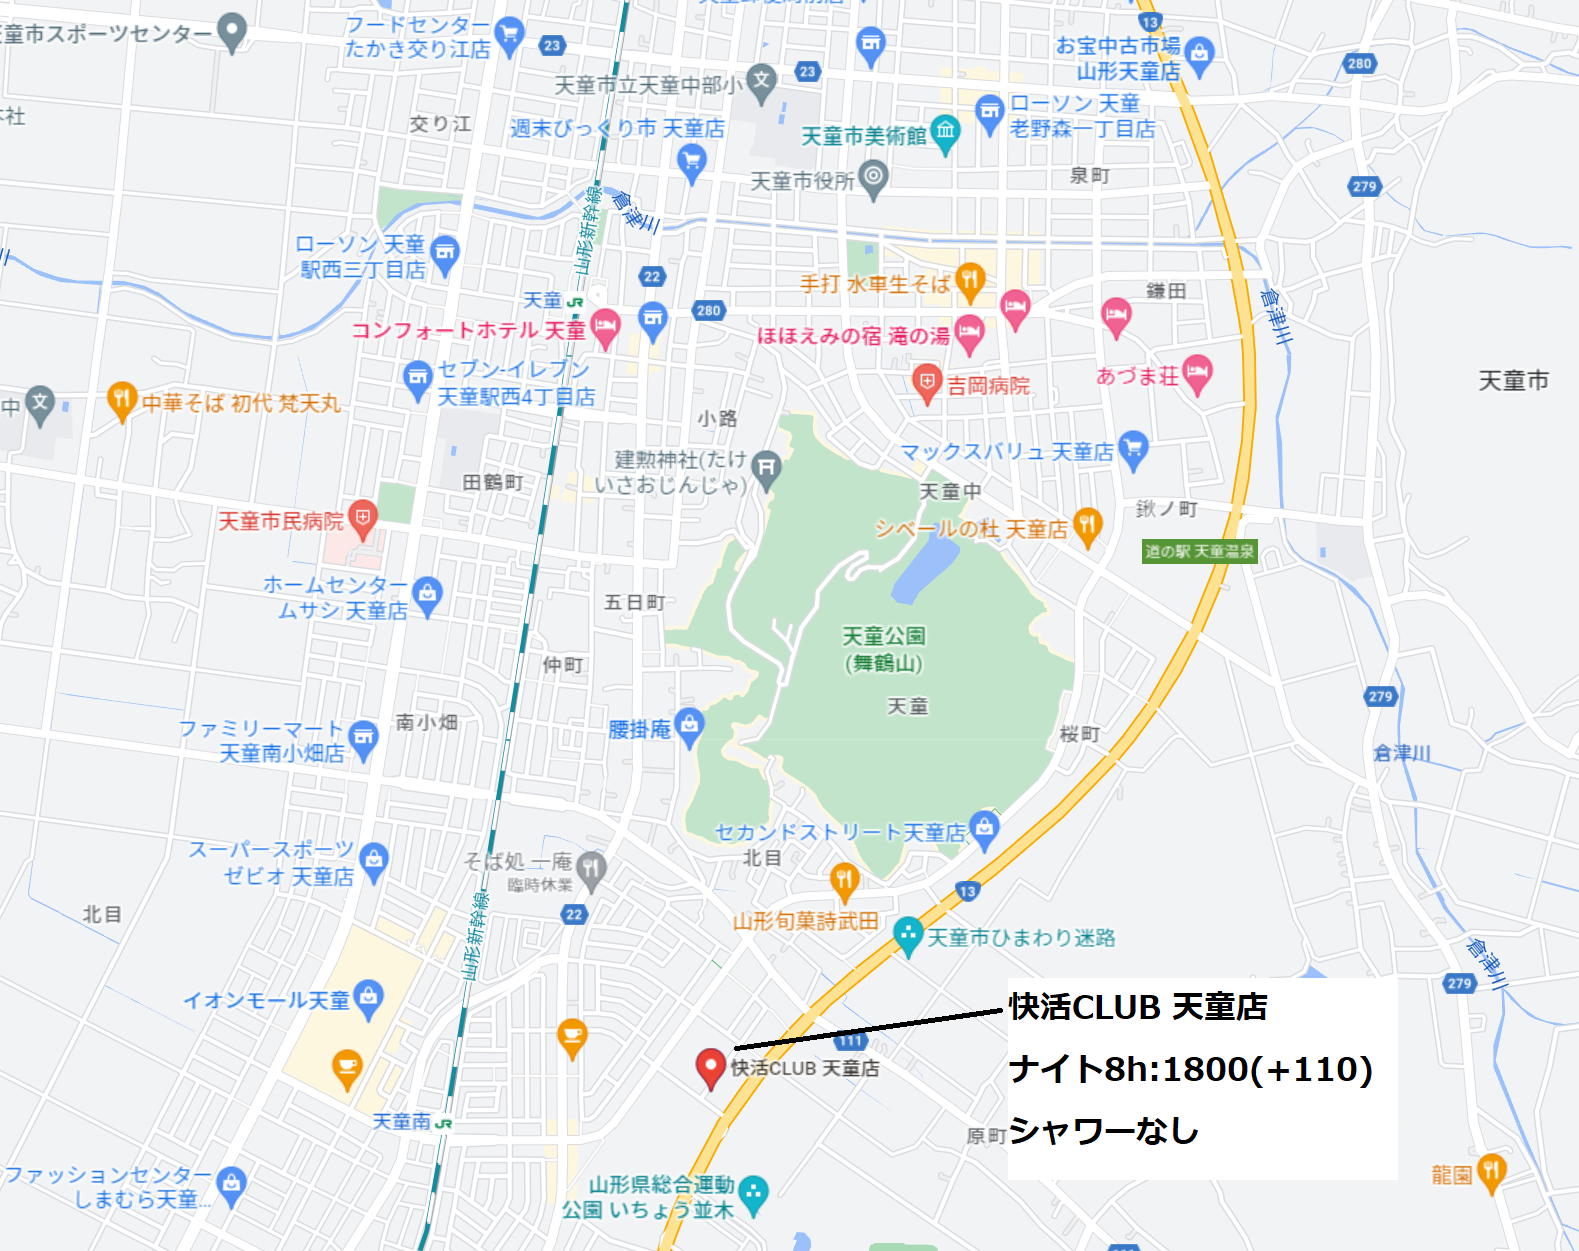 天童市スポーツセンター
フードセンター
たかき交り江店
23
天童市立天童中部小
23
13
お宝中古市場
山形天童店
280
ローソン 天童
老野森一丁目店
本社
交り江
週末びっくり市 天童店
天童市美術館
天童市役所
泉町
279
倉津川
山形新幹線
ローソン 天童
駅西三丁目店
22
天童
280
手打 水車生そば
鎌田
倉津川
コンフォートホテル 天童
ほほえみの宿 滝の湯
セブン-イレブン
天童駅西4丁目店
吉岡病院
あづま荘
天童市
中
中華そば 初代 梵天丸
小路
建勲神社(たけ
いさおじんじゃ)
マックスバリュ 天童店
田鶴町
天童中
鍬ノ町
天童市民病院
シベールの杜 天童店
道の駅 天童温泉
ホームセンター
ムサシ 天童店
五日町
天童公園
(舞鶴山)
仲町
279
天童
南小畑
ファミリーマート
天童南小畑店
腰掛庵
桜町
倉津川
セカンドストリート天童店
北目
スーパースポーツ
ゼビオ 天童店
そば処 一庵
臨時休業
13
22
山形旬菓詩武田
北目
天童市ひまわり迷路
山形新幹線
倉津川
279
イオンモール天童
快活CLUB 天童店
ナイト8h:1800(+110)
シャワーなし
111
快活CLUB 天童店
天童南
原町
ファッションセンター
しまむら天童...
山形県総合運動
公園 いちょう並木
龍園